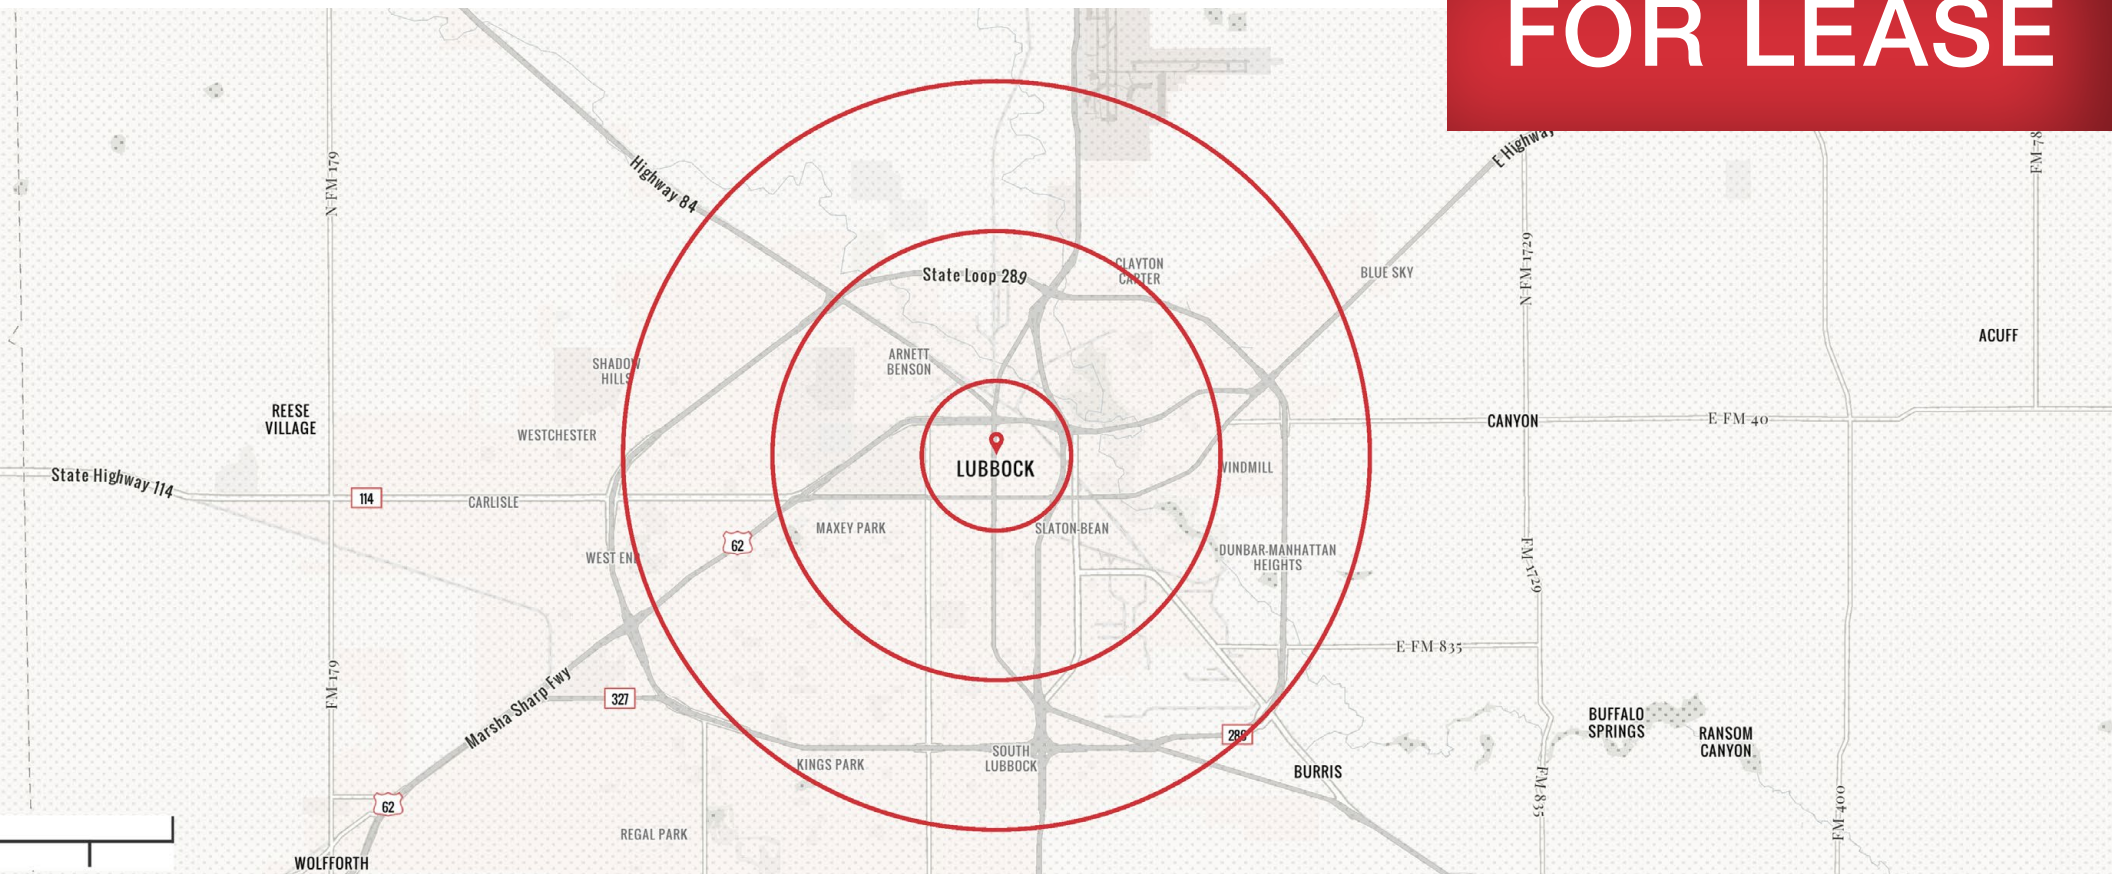 FOR LEASE
E Highway
FM-78
N FM 179
Highway 84
N FM-1729
State Loop 289
CLAYTON
CARTER
BLUE SKY
ACUFF
SHADOW
HILLS
ARNETT
BENSON
REESE
VILLAGE
WESTCHESTER
CANYON
E FM 40
LUBBOCK
WINDMILL
State Highway 114
114
CARLISLE
MAXEY PARK
SLATON-BEAN
62
WEST END
DUNBAR-MANHATTAN
HEIGHTS
FM 1729
E FM 835
FM 179
Marsha Sharp Fwy
327
289
BUFFALO
SPRINGS
RANSOM
CANYON
SOUTH
LUBBOCK
KINGS PARK
BURRIS
FM-835
FM 400
62
REGAL PARK
WOLFFORTH